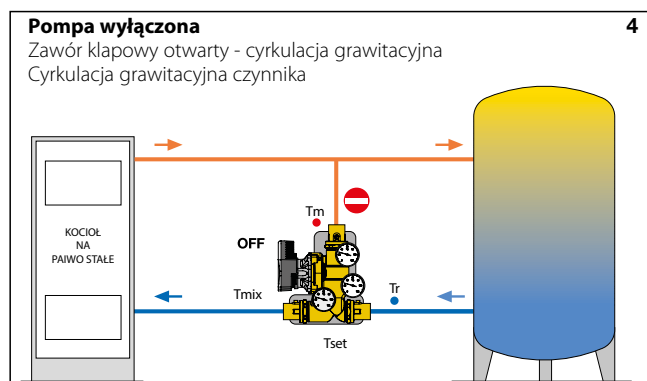 Pompa wyłączona 4
Zawór klapowy otwarty - cyrkulacja grawitacyjna
Cyrkulacja grawitacyjna czynnika
KOCIOŁ
NA
PAIWO STAŁE
Tm
OFF
Tmix
Tr
Tset